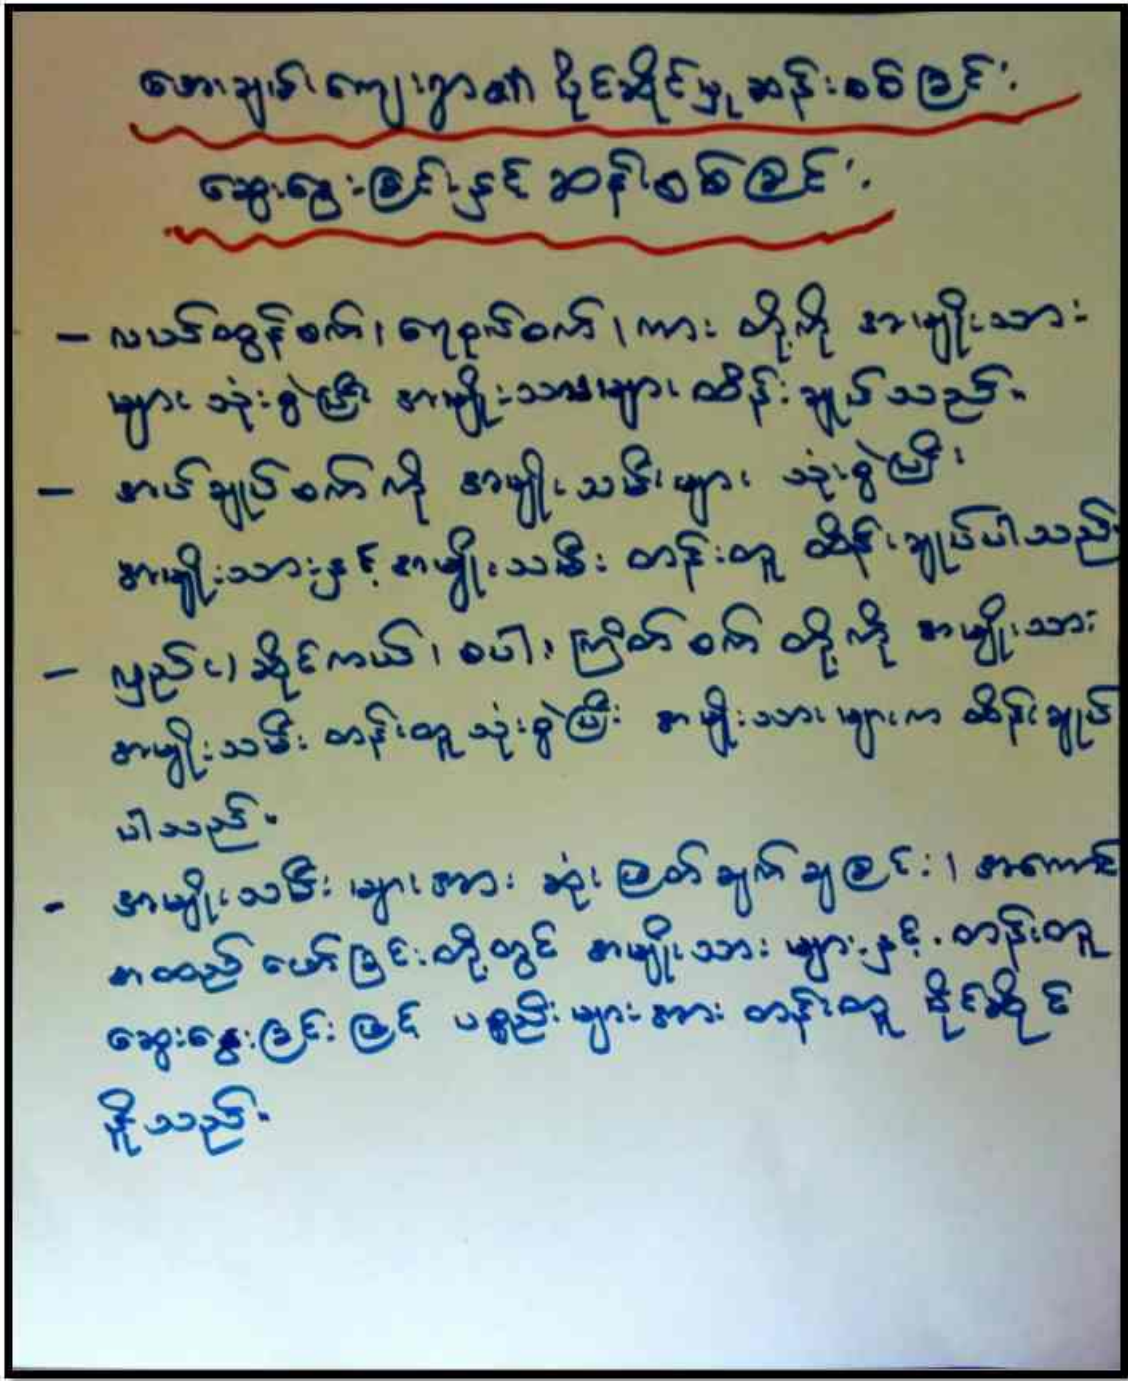 အေးချမ်းကျေးရွာ၏ ပိုင်ဆိုင်မှု ဆန်းစစ်ခြင်း
ဆွေးနွေးခြင်းနှင့် ဆန်းစစ်ခြင်း
- လယ်ထွန်စက်၊ ရေစုပ်စက်၊ ကား တို့ကို အမျိုးသား
များ သုံးစွဲပြီး အမျိုးသားများ ထိန်းချုပ်သည်။
- အပ်ချုပ်စက်ကို အမျိုးသမီးများ သုံးစွဲပြီး
အမျိုးသားနှင့် အမျိုးသမီး တန်းတူ ထိန်းချုပ်ပါသည်
- လှည်း၊ ဆိုင်ကယ်၊ စပါးကြိတ်စက် တို့ကို အမျိုးသား
အမျိုးသမီး တန်းတူသုံးစွဲပြီး အမျိုးသားများက ထိန်းချုပ်
ပါသည်။
- အမျိုးသမီးများအား ဆုံးဖြတ်ချက်ချခြင်း၊ အကောင်
အထည်ဖော်ခြင်းတို့တွင် အမျိုးသားများနှင့် တန်းတူ
ဆွေးနွေးခြင်းဖြင့် ပစ္စည်းများအား တန်းတူ ပိုင်ဆိုင်
နိုင်သည်။